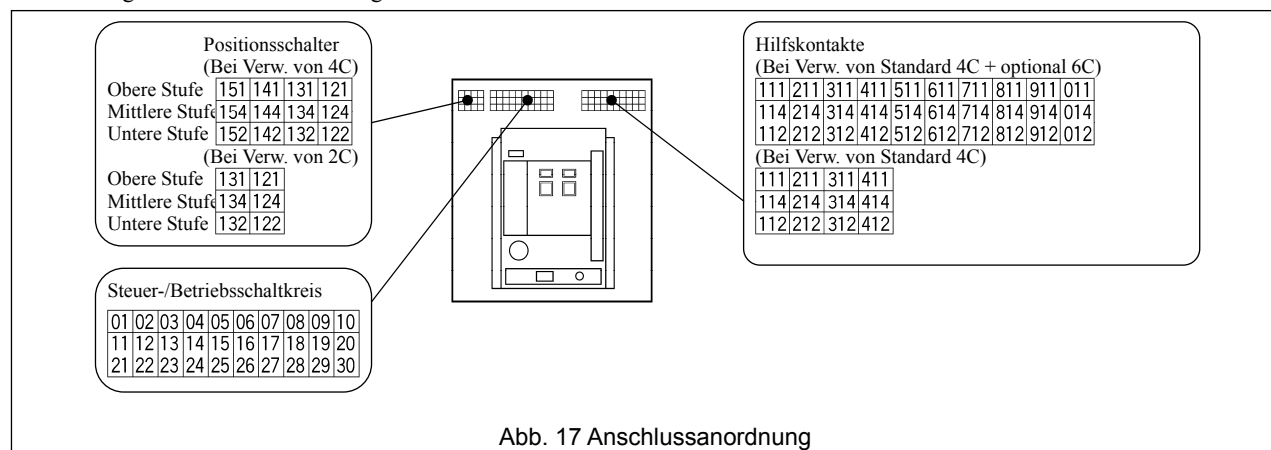 Positionsschalter
(Bei Verw. von 4C)
Obere Stufe 151 141 131 121
Mittlere Stufe 154 144 134 124
Untere Stufe 152 142 132 122
(Bei Verw. von 2C)
Obere Stufe 131 121
Mittlere Stufe 134 124
Untere Stufe 132 122
Steuer-/Betriebsschaltkreis
01 02 03 04 05 06 07 08 09 10
11 12 13 14 15 16 17 18 19 20
21 22 23 24 25 26 27 28 29 30
Hilfskontakte
(Bei Verw. von Standard 4C + optional 6C)
111 211 311 411 511 611 711 811 911 011
114 214 314 414 514 614 714 814 914 014
112 212 312 412 512 612 712 812 912 012
(Bei Verw. von Standard 4C)
111 211 311 411
114 214 314 414
112 212 312 412
Abb. 17 Anschlussanordnung